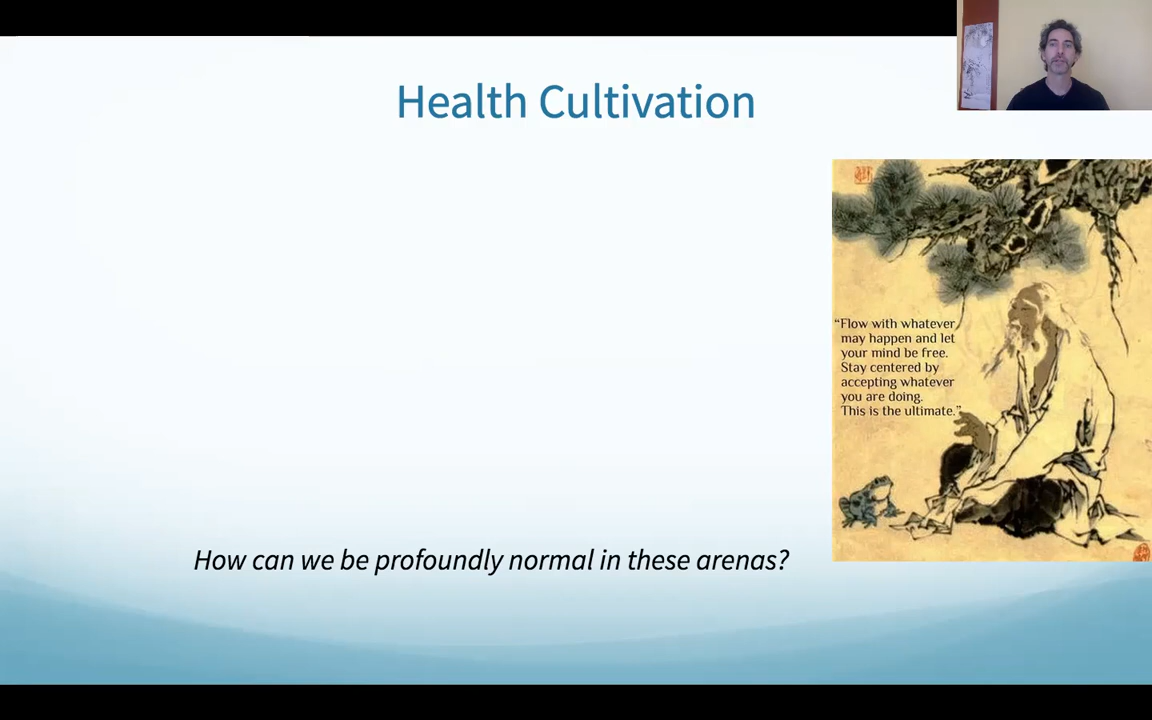 Health Cultivation
“Flow with whatever
may happen and let
your mind be free.
Stay centered by
accepting whatever
you are doing.
This is the ultimate.”
How can we be profoundly normal in these arenas?